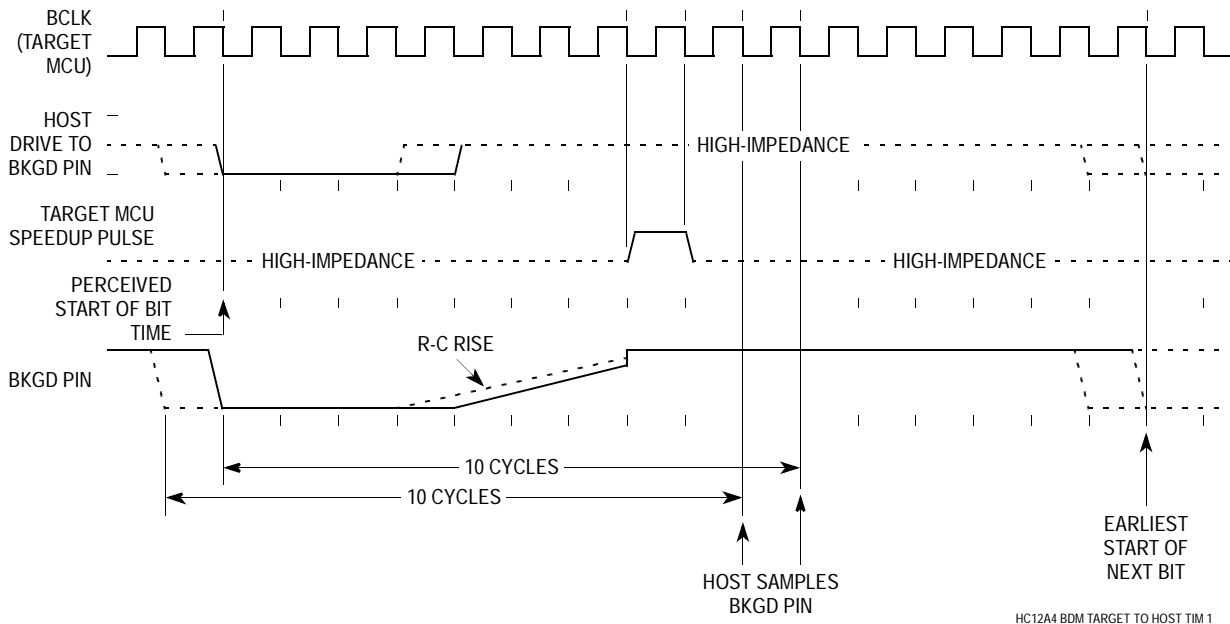 BCLK
(TARGET
MCU)
HOST
DRIVE TO
BKGD PIN
HIGH-IMPEDANCE
TARGET MCU
SPEEDUP PULSE
HIGH-IMPEDANCE
HIGH-IMPEDANCE
PERCEIVED
START OF BIT
TIME
R-C RISE
BKGD PIN
10 CYCLES
10 CYCLES
EARLIEST
START OF
NEXT BIT
HOST SAMPLES
BKGD PIN
HC12A4 BDM TARGET TO HOST TIM 1